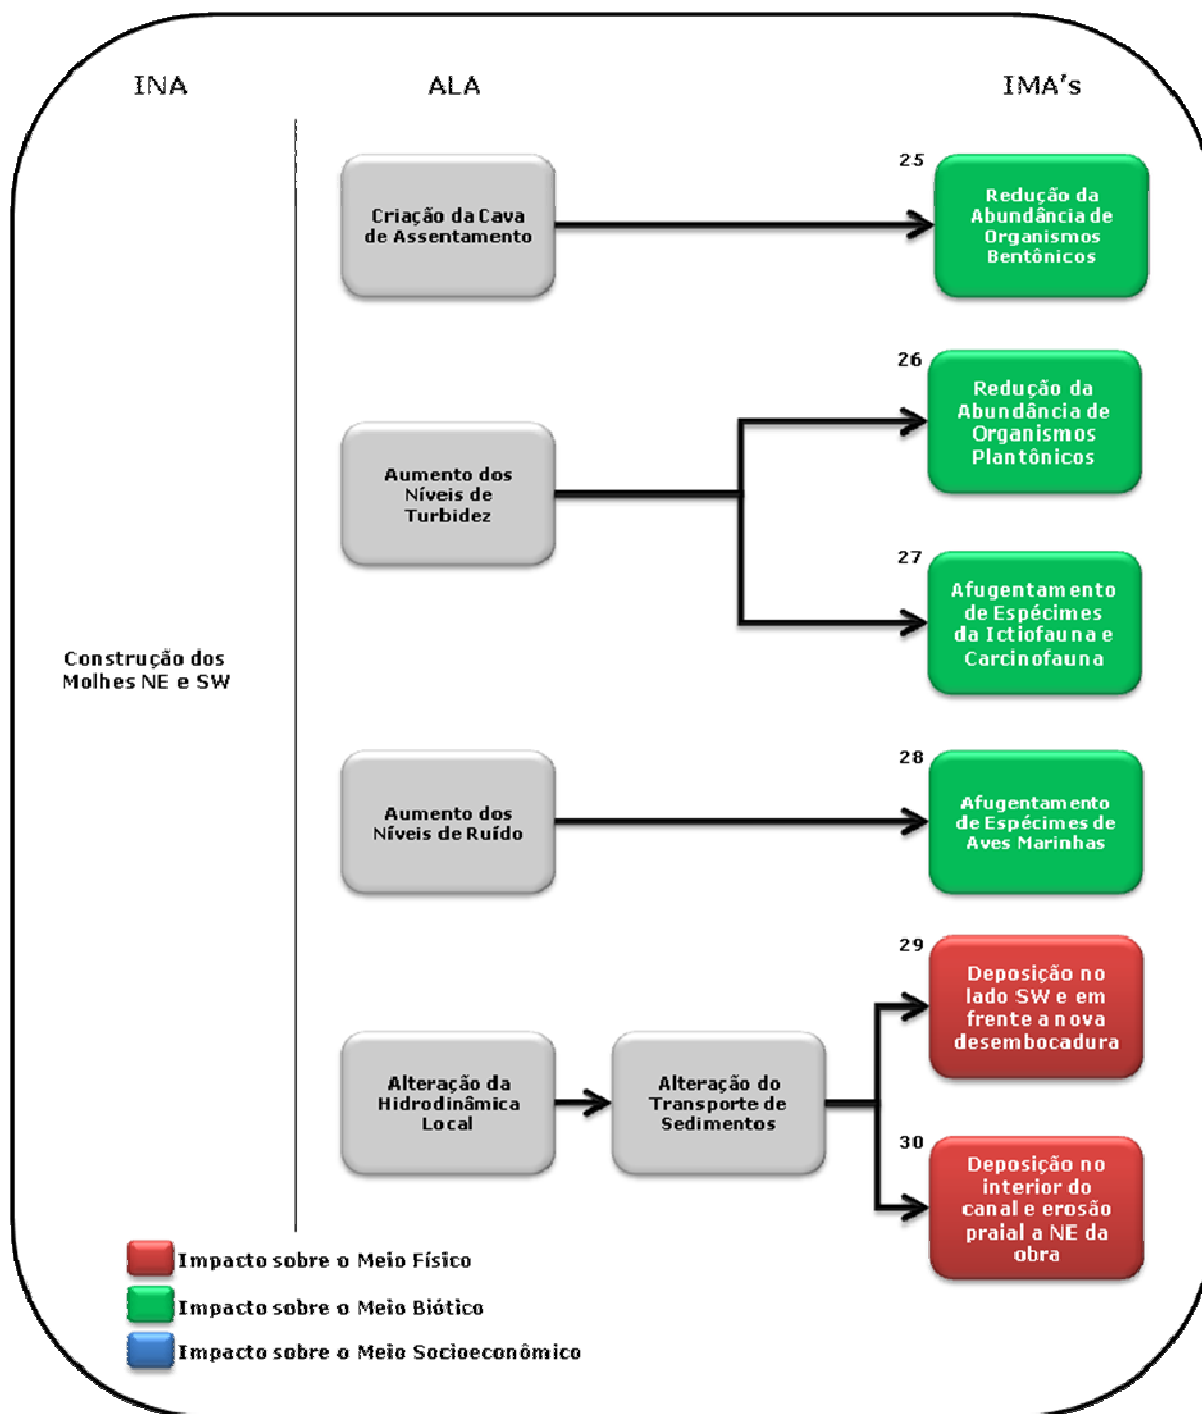 INA
ALA
IMA's
Construção dos
Molhes NE e SW
Criação da Cava
de Assentamento
25
Redução da
Abundância de
Organismos
Bentônicos
Aumento dos
Níveis de
Turbidez
26
Redução da
Abundância de
Organismos
Plantônicos
27
Afugentamento
de Espécimes
da Ictiofauna e
Carcinofauna
Aumento dos
Níveis de Ruído
28
Afugentamento
de Espécimes de
Aves Marinhas
Alteração da
Hidrodinâmica
Local
Alteração do
Transporte de
Sedimentos
29
Deposição no
lado SW e em
frente a nova
desembocadura
30
Deposição no
interior do
canal e erosão
praial a NE da
obra
Impacto sobre o Meio Físico
Impacto sobre o Meio Biótico
Impacto sobre o Meio Socioeconômico